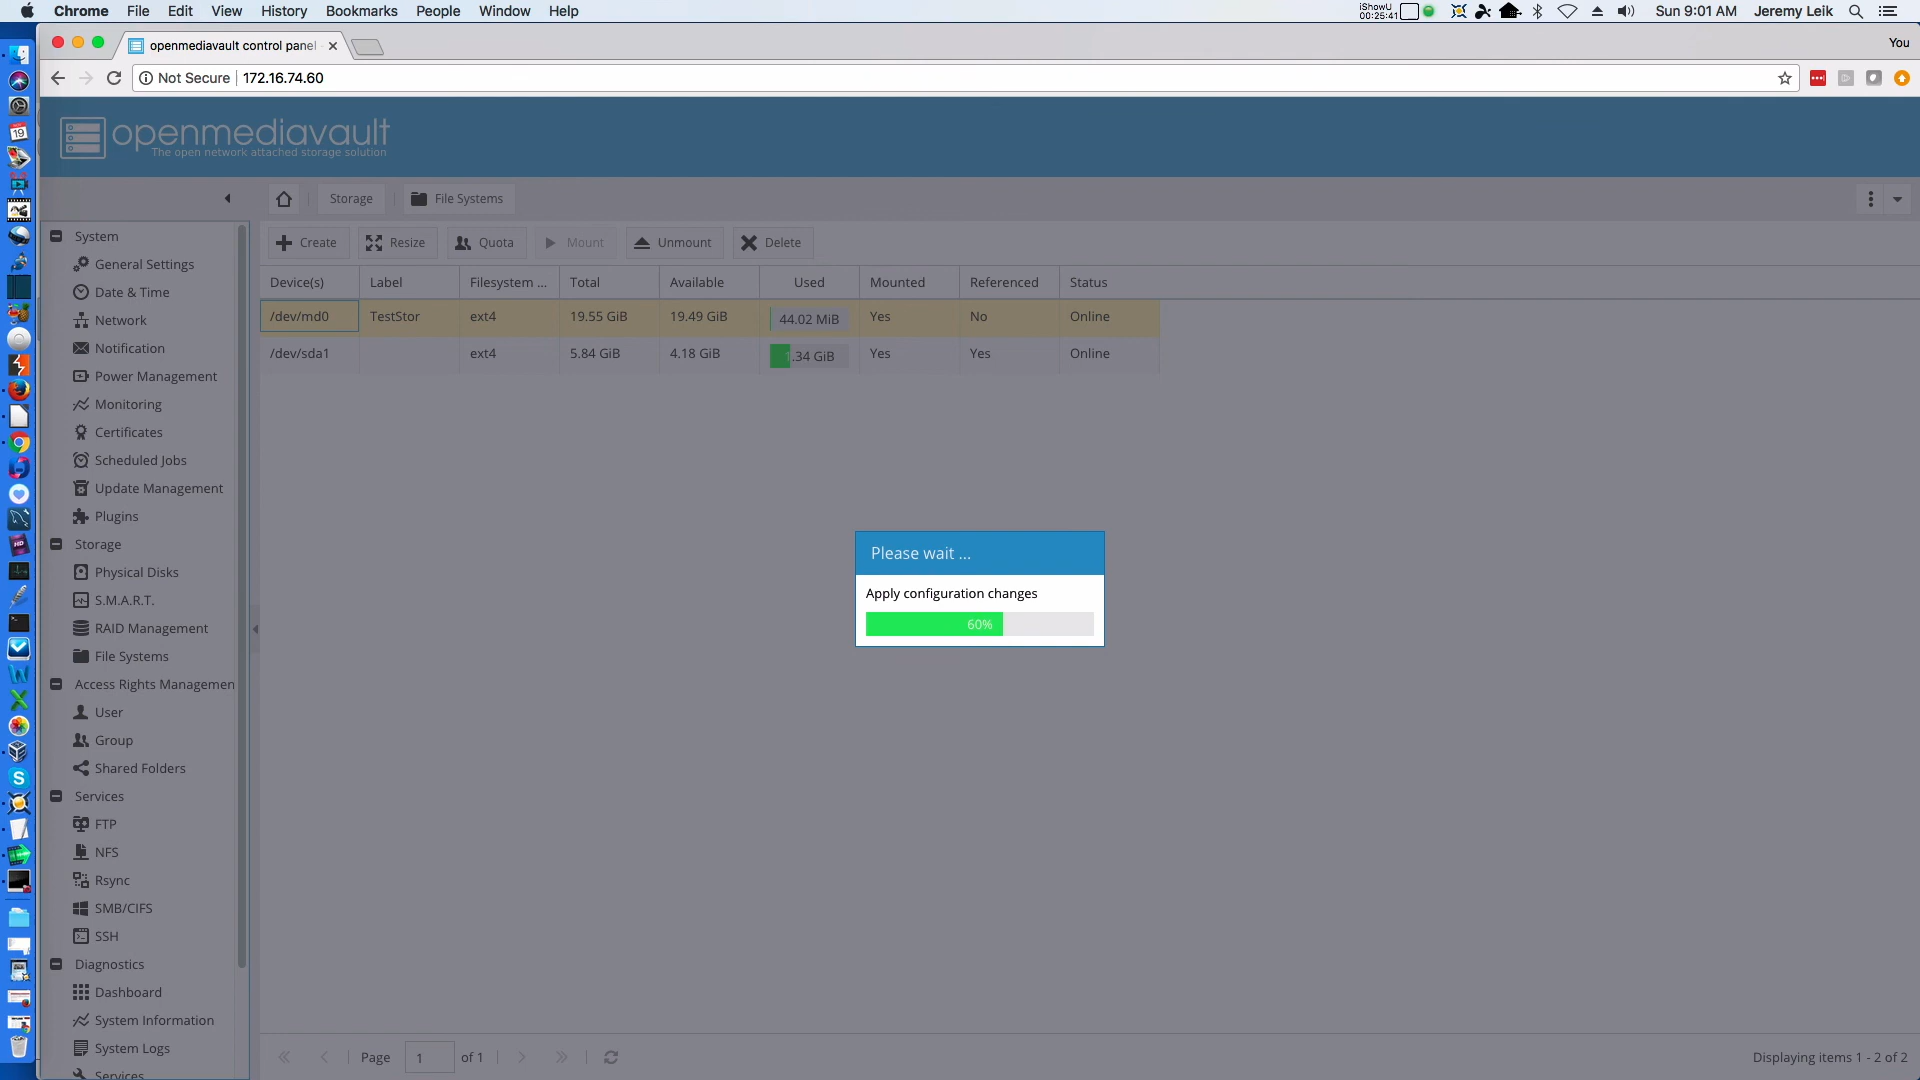 Chrome File Edit View History Bookmarks People Window Help
iShowU
00:25:41
Sun 9:01 AM Jeremy Leik
openmediavault control panel
You
Not Secure 172.16.74.60
openmediavault
The open network attached storage solution
Storage File Systems
Create Resize Quota Mount Unmount Delete
Device(s) Label Filesystem ... Total Available Used Mounted Referenced Status
/dev/md0 TestStor ext4 19.55 GiB 19.49 GiB 44.02 MiB Yes No Online
/dev/sda1 ext4 5.84 GiB 4.18 GiB 1.34 GiB Yes Yes Online
System
General Settings
Date & Time
Network
Notification
Power Management
Monitoring
Certificates
Scheduled Jobs
Update Management
Plugins
Storage
Physical Disks
S.M.A.R.T.
RAID Management
File Systems
Access Rights Managemen
User
Group
Shared Folders
Services
FTP
NFS
Rsync
SMB/CIFS
SSH
Diagnostics
Dashboard
System Information
System Logs
Services
Please wait ...
Apply configuration changes
60%
Page 1 of 1
Displaying items 1 - 2 of 2